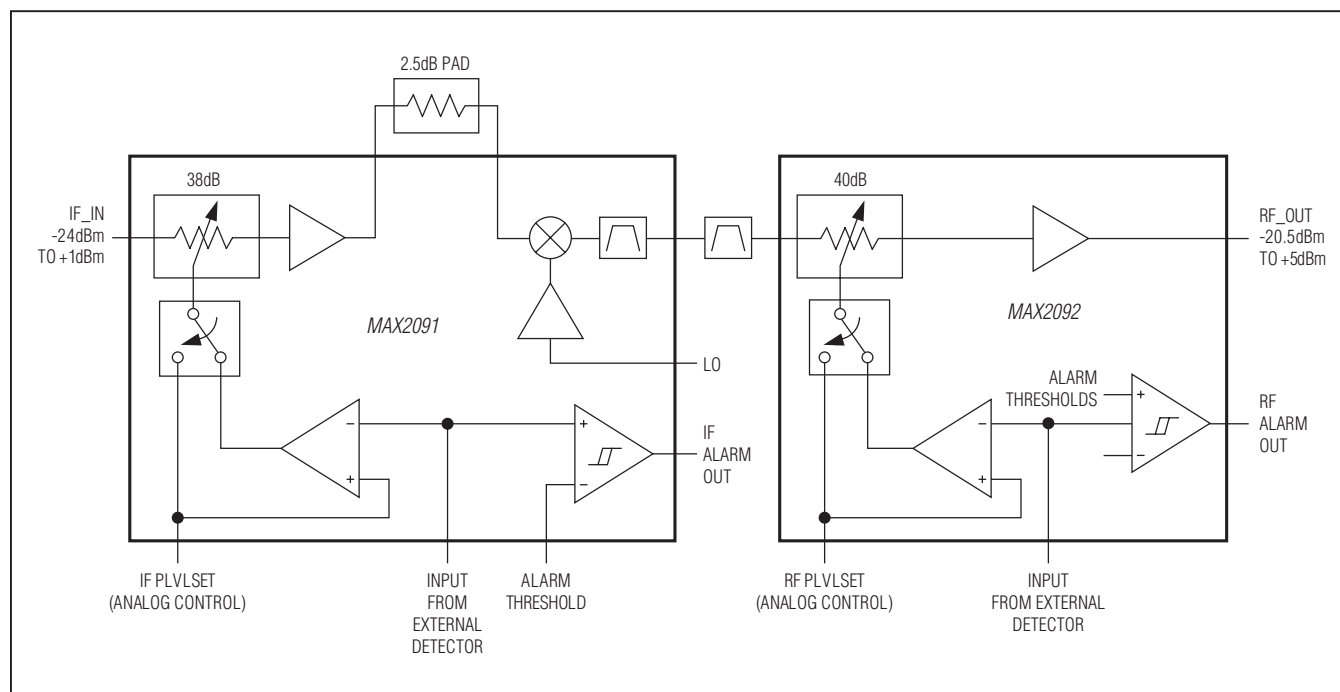 2.5dB PAD
38dB
40dB
IF_IN
-24dBm
TO +1dBm
RF_OUT
-20.5dBm
TO +5dBm
MAX2091
MAX2092
LO
ALARM
THRESHOLDS
IF
ALARM
OUT
RF
ALARM
OUT
-
+
+
-
-
+
+
-
IF PLVLSET
(ANALOG CONTROL)
INPUT
FROM
EXTERNAL
DETECTOR
ALARM
THRESHOLD
RF PLVLSET
(ANALOG CONTROL)
INPUT
FROM EXTERNAL
DETECTOR